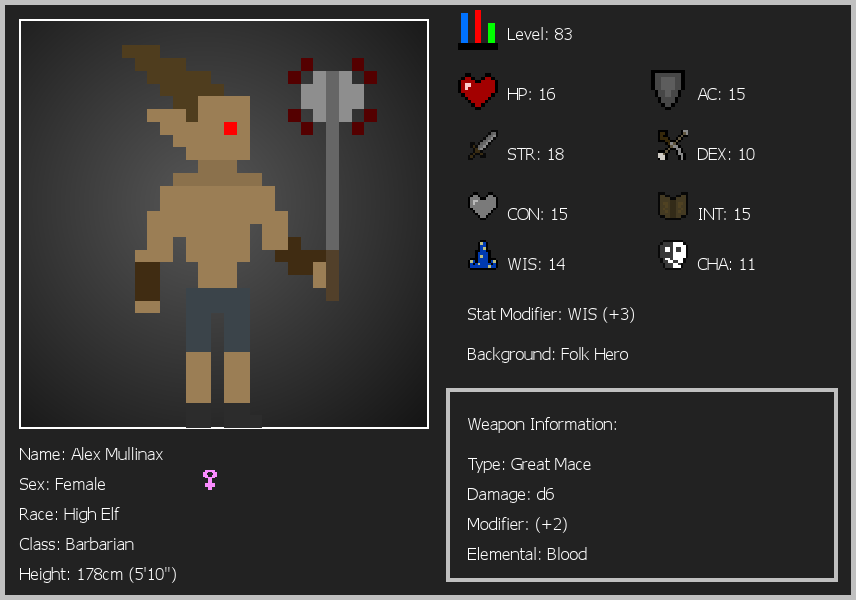 Level: 83
HP: 16
AC: 15
STR: 18
DEX: 10
CON: 15
INT: 15
WIS: 14
CHA: 11
Stat Modifier: WIS (+3)
Background: Folk Hero
Weapon Information:
Type: Great Mace
Damage: d6
Modifier: (+2)
Elemental: Blood
Name: Alex Mullinax
Sex: Female
Race: High Elf
Class: Barbarian
Height: 178cm (5'10")